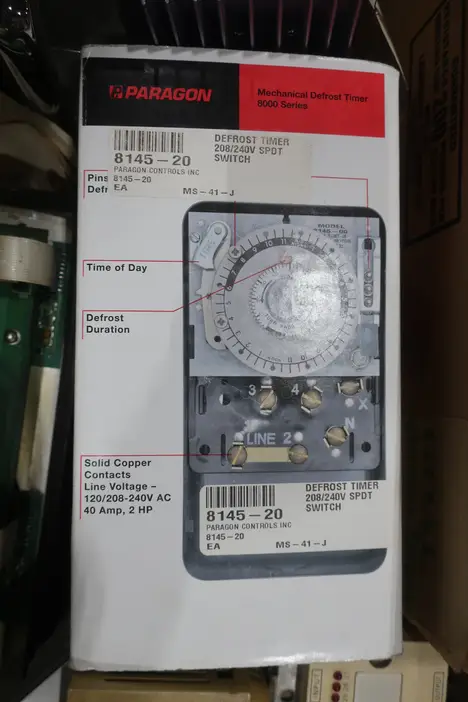 PARAGON
Mechanical Defrost Timer
8000 Series
DEFROST TIMER
208/240V SPDT
SWITCH
8145-20
PARAGON CONTROLS INC
8145-20
EA
MS-41-J
Pins
Defr
Time of Day
Defrost
Duration
MODEL
3
4
X
N
LINE 2
Solid Copper
Contacts
Line Voltage –
120/208-240V AC
40 Amp, 2 HP
DEFROST TIMER
208/240V SPDT
SWITCH
8145-20
PARAGON CONTROLS INC
8145-20
EA
MS-41-J